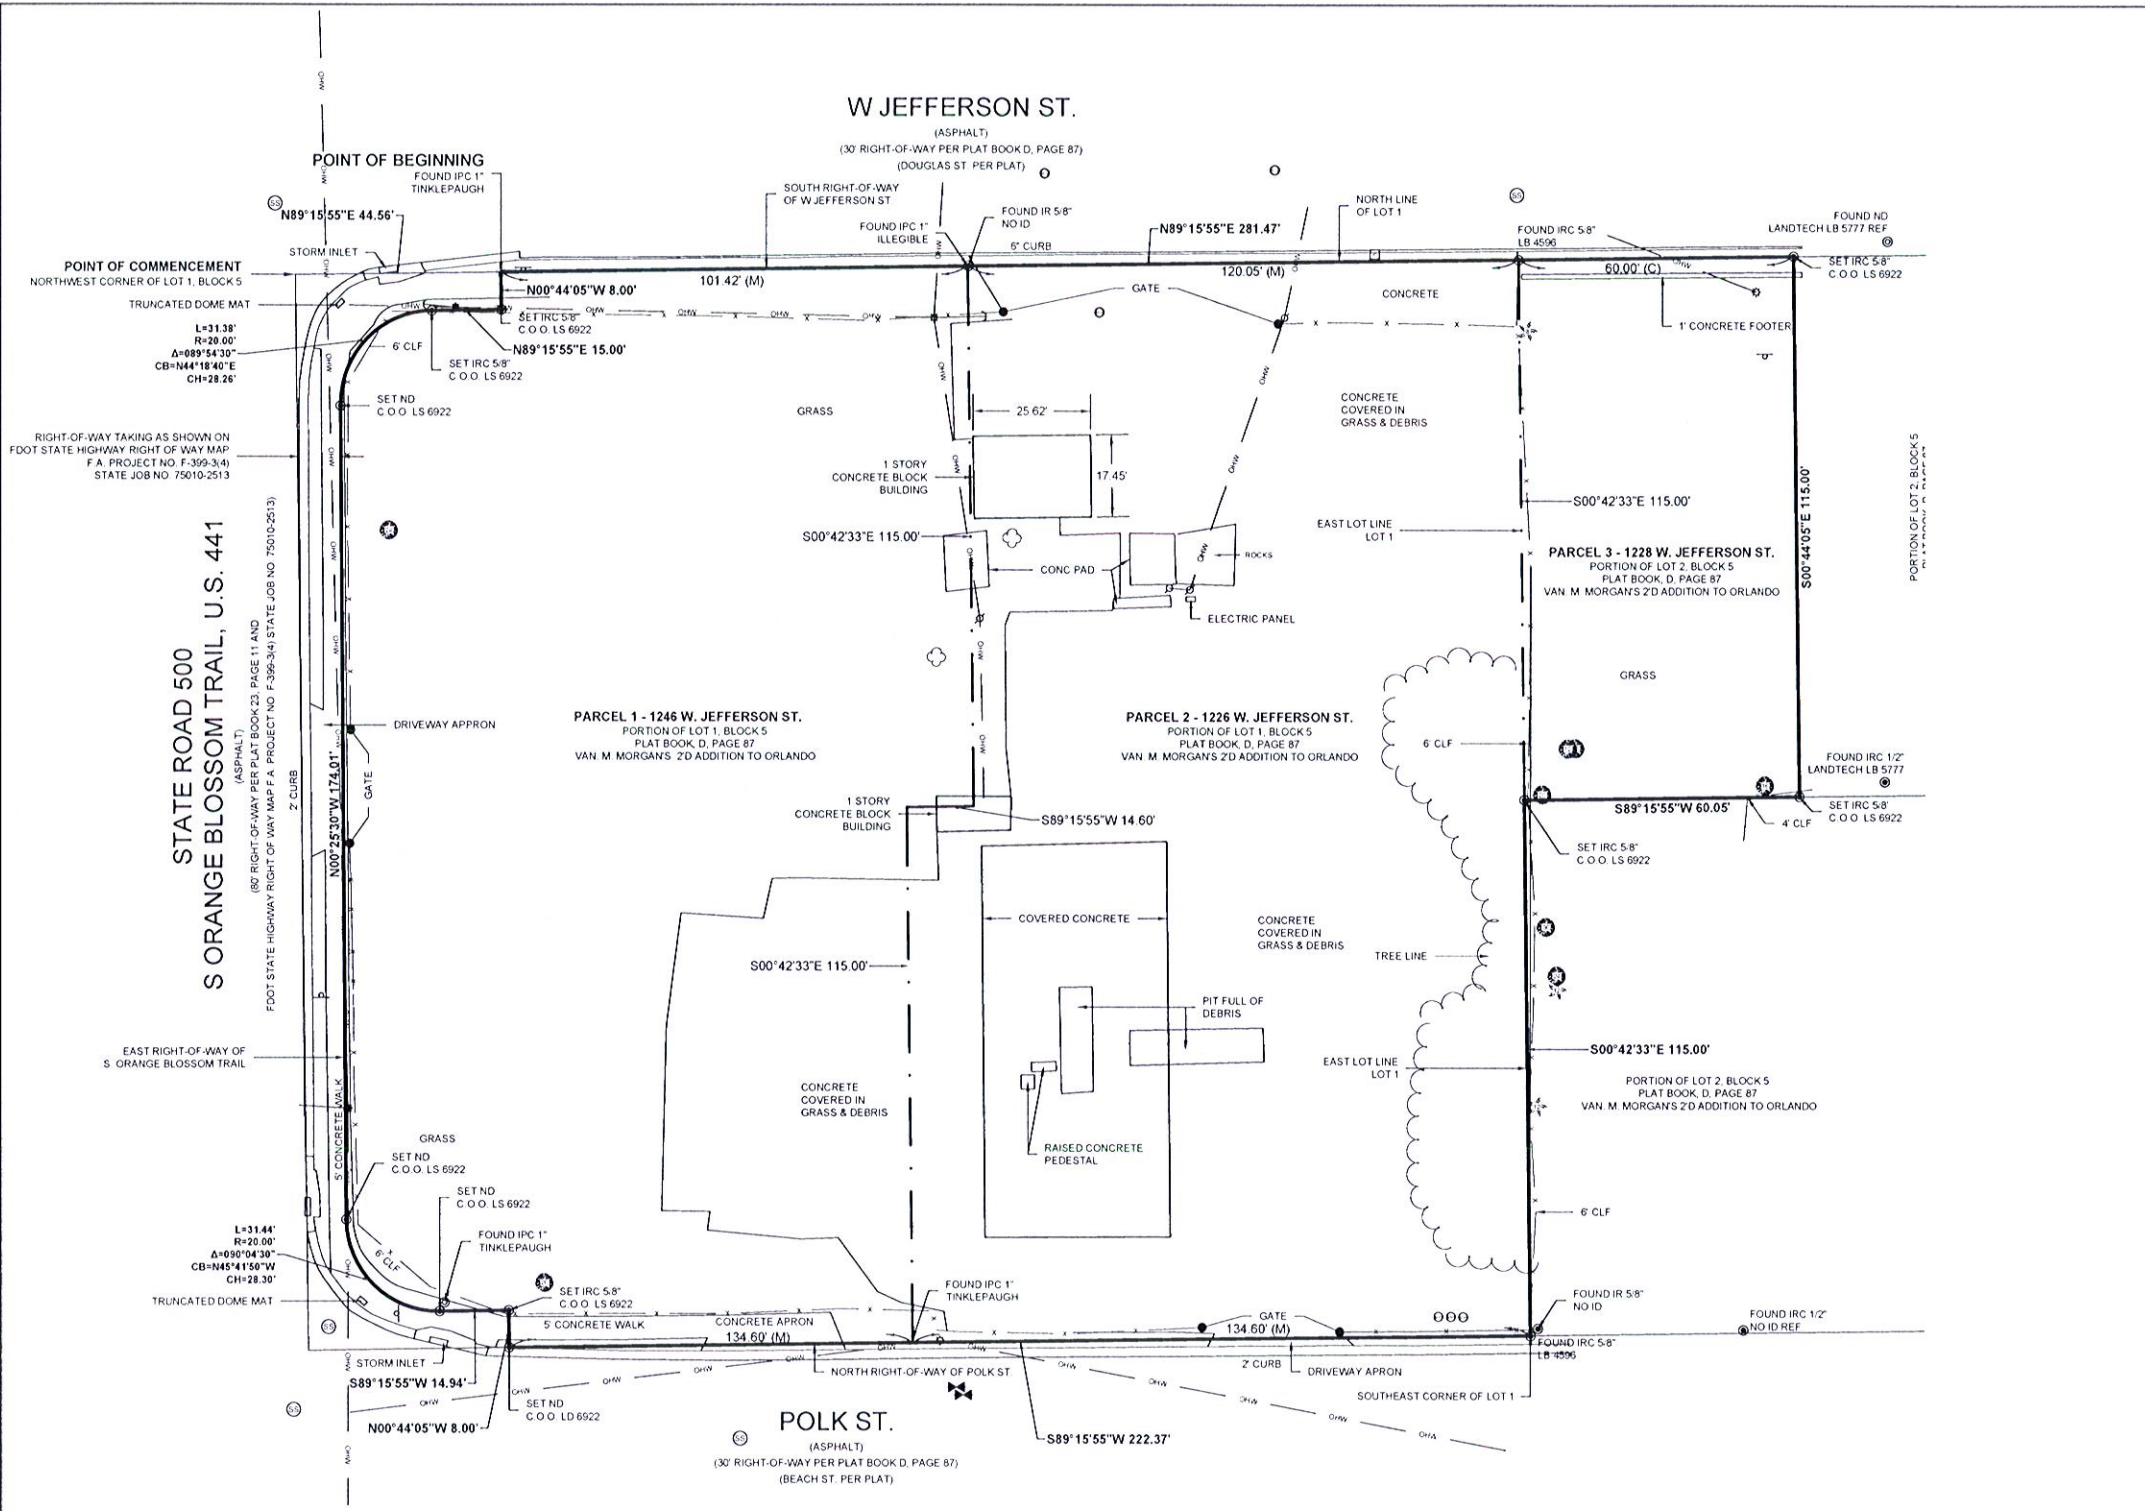 W JEFFERSON ST.
(ASPHALT)
(30' RIGHT-OF-WAY PER PLAT BOOK D, PAGE 87)
(DOUGLAS ST. PER PLAT)
POINT OF BEGINNING
FOUND IPC 1"
TINKLEPAUGH
N89°15'55"E 44.56'
STORM INLET
POINT OF COMMENCEMENT
NORTHWEST CORNER OF LOT 1, BLOCK 5
TRUNCATED DOME MAT
L=31.38'
R=20.00'
Δ=089°54'30"
CB=N44°18'40"E
CH=28.26'
SOUTH RIGHT-OF-WAY
OF W JEFFERSON ST
FOUND IPC 1"
ILLEGIBLE
FOUND IR 5/8"
NO ID
6" CURB
N89°15'55"E 281.47'
NORTH LINE
OF LOT 1
FOUND IRC 5/8"
LB 4596
FOUND ND
LANDTECH LB 5777 REF
SET IRC 5/8"
C.O.O. LS 6922
101.42' (M)
120.05' (M)
60.00' (C)
N00°44'05"W 8.00'
SET IRC 5/8"
C.O.O. LS 6922
N89°15'55"E 15.00'
SET IRC 5/8"
C.O.O. LS 6922
6' CLF
GATE
CONCRETE
1' CONCRETE FOOTER
SET ND
C.O.O. LS 6922
RIGHT-OF-WAY TAKING AS SHOWN ON
FDOT STATE HIGHWAY RIGHT OF WAY MAP
F.A. PROJECT NO. F-399-3(4)
STATE JOB NO. 75010-2513
GRASS
25.62'
17.45'
1 STORY
CONCRETE BLOCK
BUILDING
CONCRETE
COVERED IN
GRASS & DEBRIS
S00°42'33"E 115.00'
S00°42'33"E 115.00'
EAST LOT LINE
LOT 1
CONC PAD
ROCKS
ELECTRIC PANEL
PARCEL 3 - 1228 W. JEFFERSON ST.
PORTION OF LOT 2, BLOCK 5
PLAT BOOK, D, PAGE 87
VAN. M. MORGAN'S 2'D ADDITION TO ORLANDO
S00°44'05"E 115.00'
PORTION OF LOT 2, BLOCK 5
GRASS
STATE ROAD 500
S ORANGE BLOSSOM TRAIL, U.S. 441
(ASPHALT)
(80' RIGHT-OF-WAY PER PLAT BOOK 23, PAGE 11 AND
FDOT STATE HIGHWAY RIGHT OF WAY MAP F.A. PROJECT NO. F-399-3(4) STATE JOB NO. 75010-2513)
2' CURB
N00°25'30"W 174.01'
DRIVEWAY APPRON
GATE
PARCEL 1 - 1246 W. JEFFERSON ST.
PORTION OF LOT 1, BLOCK 5
PLAT BOOK, D, PAGE 87
VAN. M. MORGAN'S 2'D ADDITION TO ORLANDO
PARCEL 2 - 1226 W. JEFFERSON ST.
PORTION OF LOT 1, BLOCK 5
PLAT BOOK, D, PAGE 87
VAN. M. MORGAN'S 2'D ADDITION TO ORLANDO
6' CLF
FOUND IRC 1/2"
LANDTECH LB 5777
SET IRC 5/8'
C.O.O. LS 6922
S89°15'55"W 60.05'
4' CLF
SET IRC 5/8"
C.O.O. LS 6922
1 STORY
CONCRETE BLOCK
BUILDING
S89°15'55"W 14.60'
COVERED CONCRETE
CONCRETE
COVERED IN
GRASS & DEBRIS
S00°42'33"E 115.00'
TREE LINE
PIT FULL OF
DEBRIS
EAST RIGHT-OF-WAY OF
S. ORANGE BLOSSOM TRAIL
5' CONCRETE WALK
EAST LOT LINE
LOT 1
S00°42'33"E 115.00'
PORTION OF LOT 2, BLOCK 5
PLAT BOOK, D, PAGE 87
VAN. M. MORGAN'S 2'D ADDITION TO ORLANDO
CONCRETE
COVERED IN
GRASS & DEBRIS
RAISED CONCRETE
PEDESTAL
GRASS
SET ND
C.O.O. LS 6922
SET ND
C.O.O. LS 6922
FOUND IPC 1"
TINKLEPAUGH
6' CLF
L=31.44'
R=20.00'
Δ=090°04'30"
CB=N45°41'50"W
CH=28.30'
TRUNCATED DOME MAT
6' CLF
SET IRC 5.8"
C.O.O. LS 6922
FOUND IPC 1"
TINKLEPAUGH
5' CONCRETE WALK
CONCRETE APRON
134.60' (M)
GATE
134.60' (M)
FOUND IR 5/8"
NO ID
FOUND IRC 1/2"
NO ID REF
FOUND IRC 5/8"
LB 4596
STORM INLET
S89°15'55"W 14.94'
N00°44'05"W 8.00'
SET ND
C.O.O. LD 6922
NORTH RIGHT-OF-WAY OF POLK ST
2' CURB
DRIVEWAY APRON
SOUTHEAST CORNER OF LOT 1
S89°15'55"W 222.37'
POLK ST.
(ASPHALT)
(30' RIGHT-OF-WAY PER PLAT BOOK D, PAGE 87)
(BEACH ST. PER PLAT)